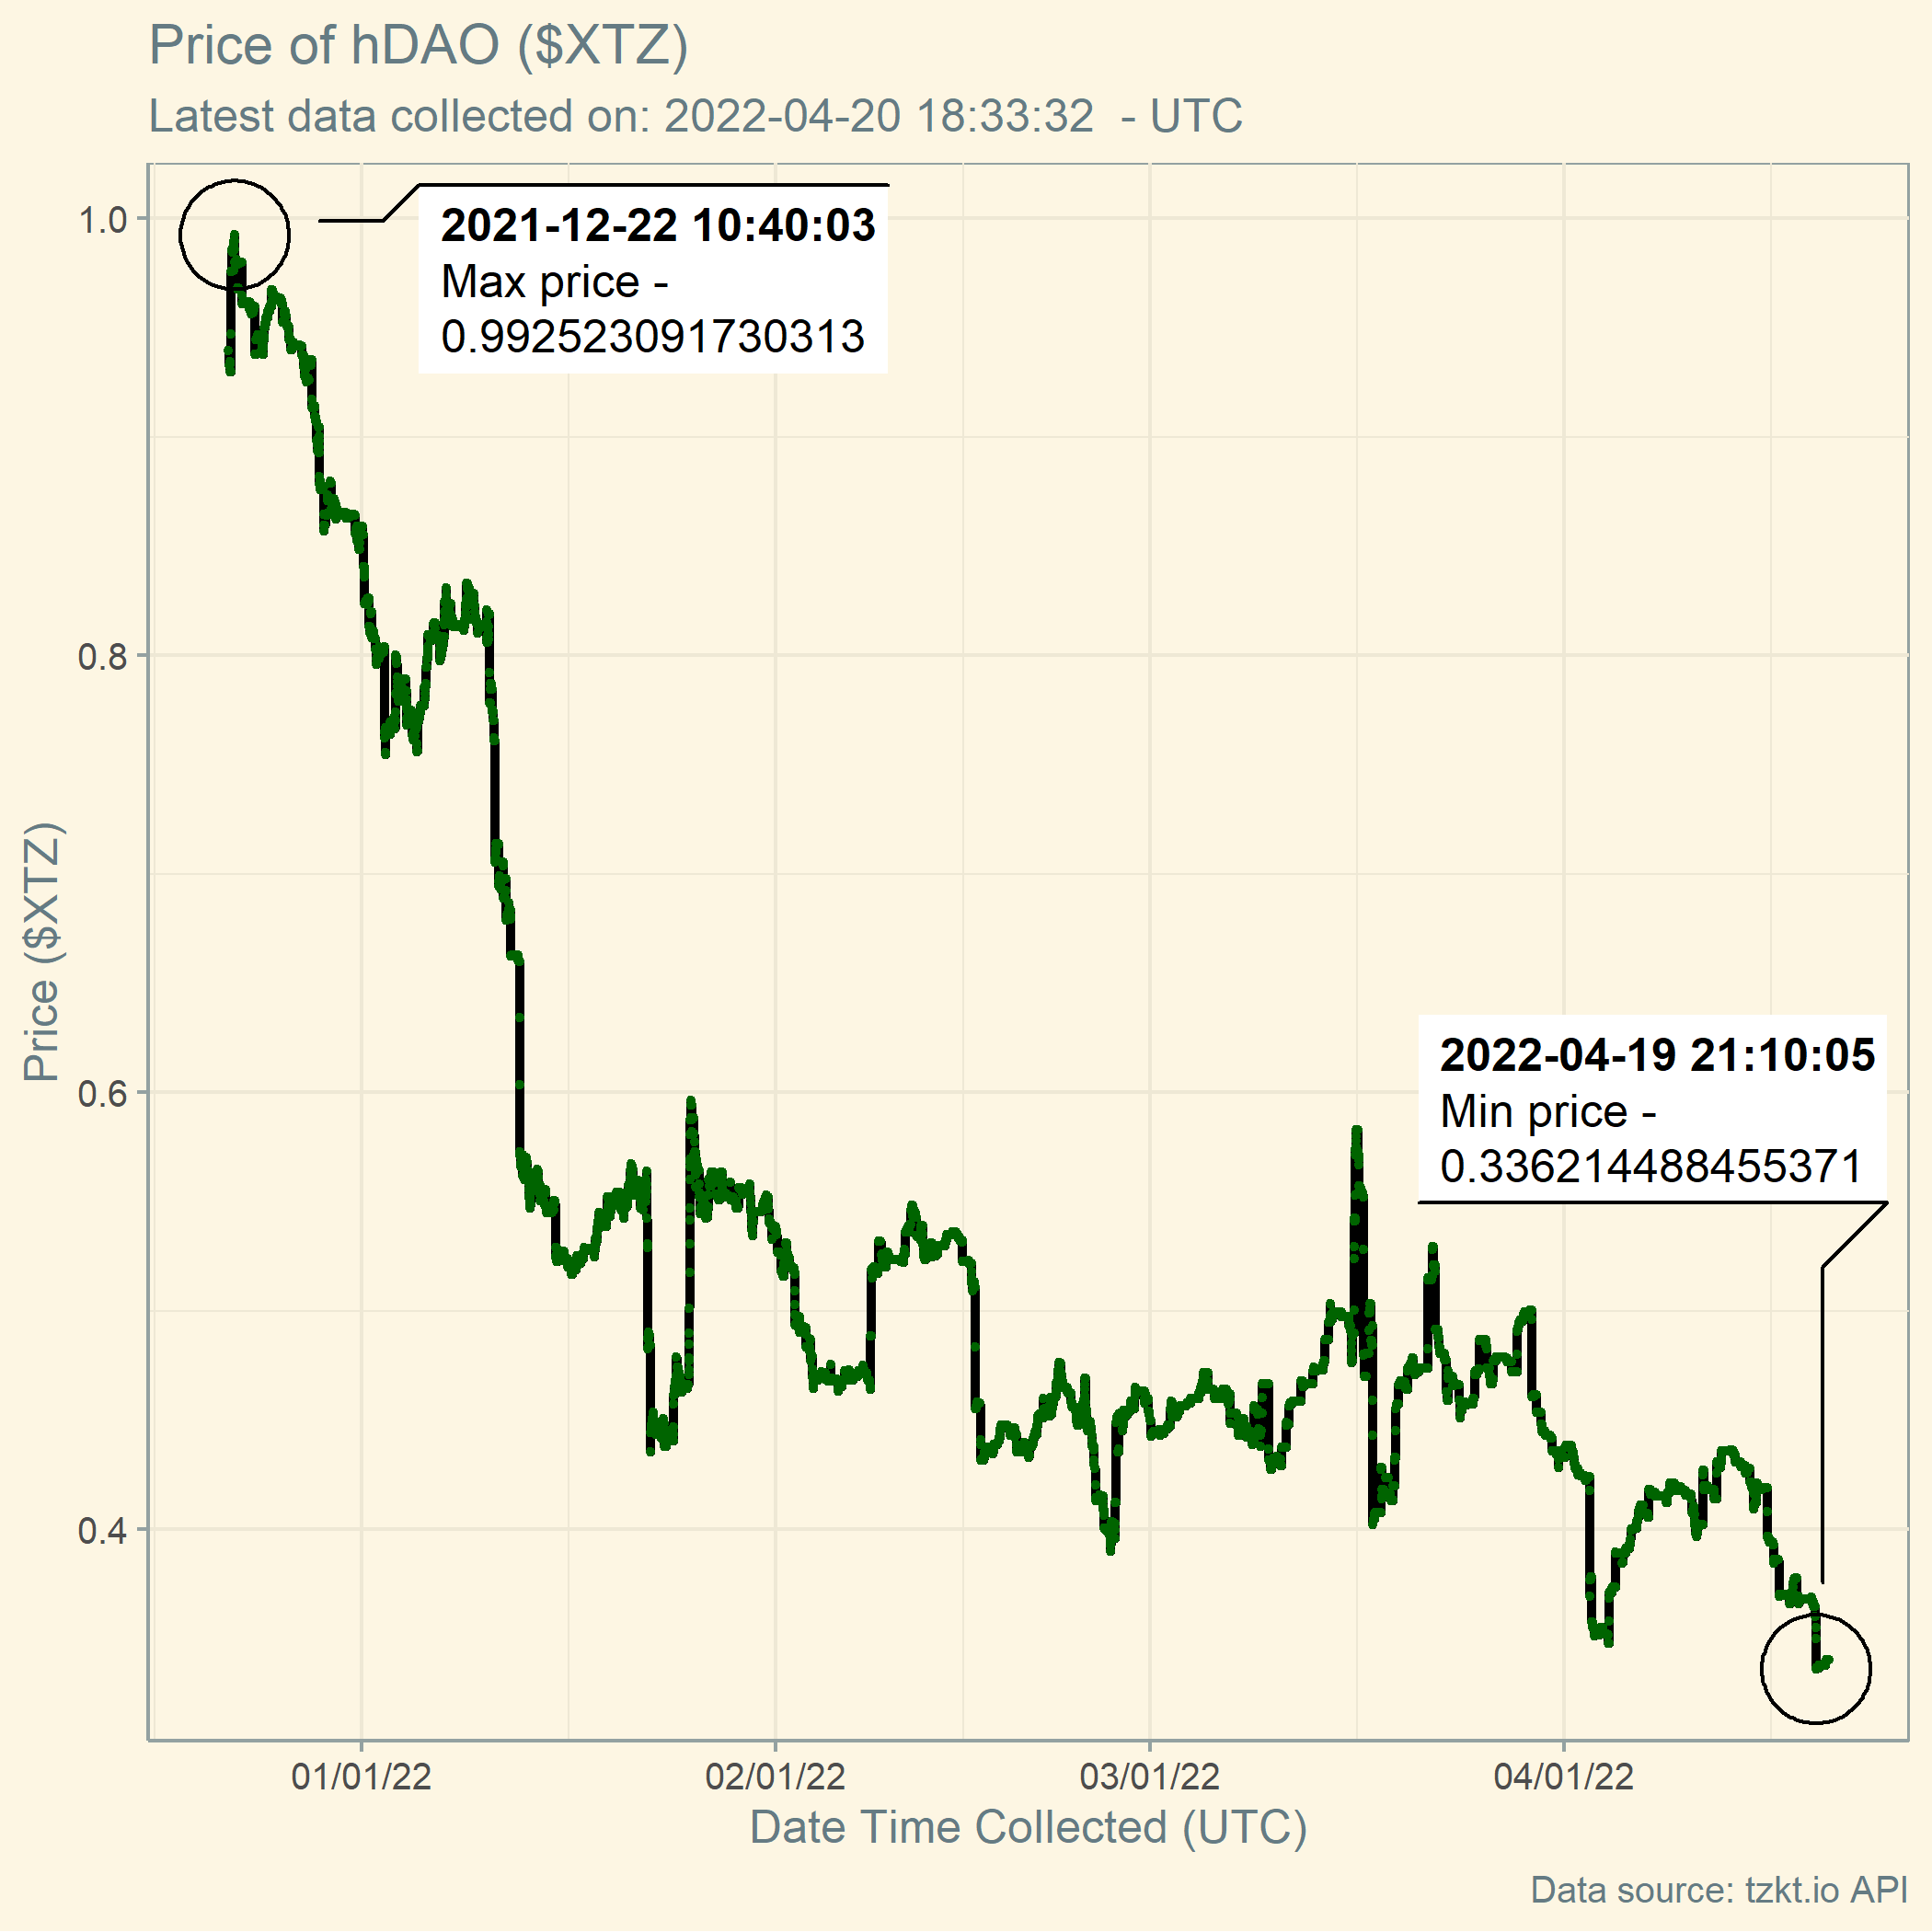 Price of hDAO ($XTZ)
Latest data collected on: 2022-04-20 18:33:32  - UTC
2021-12-22 10:40:03
Max price -
0.992523091730313
2022-04-19 21:10:05
Min price -
0.336214488455371
Price ($XTZ)
1.0
0.8
0.6
0.4
01/01/22
02/01/22
03/01/22
04/01/22
Date Time Collected (UTC)
Data source: tzkt.io API